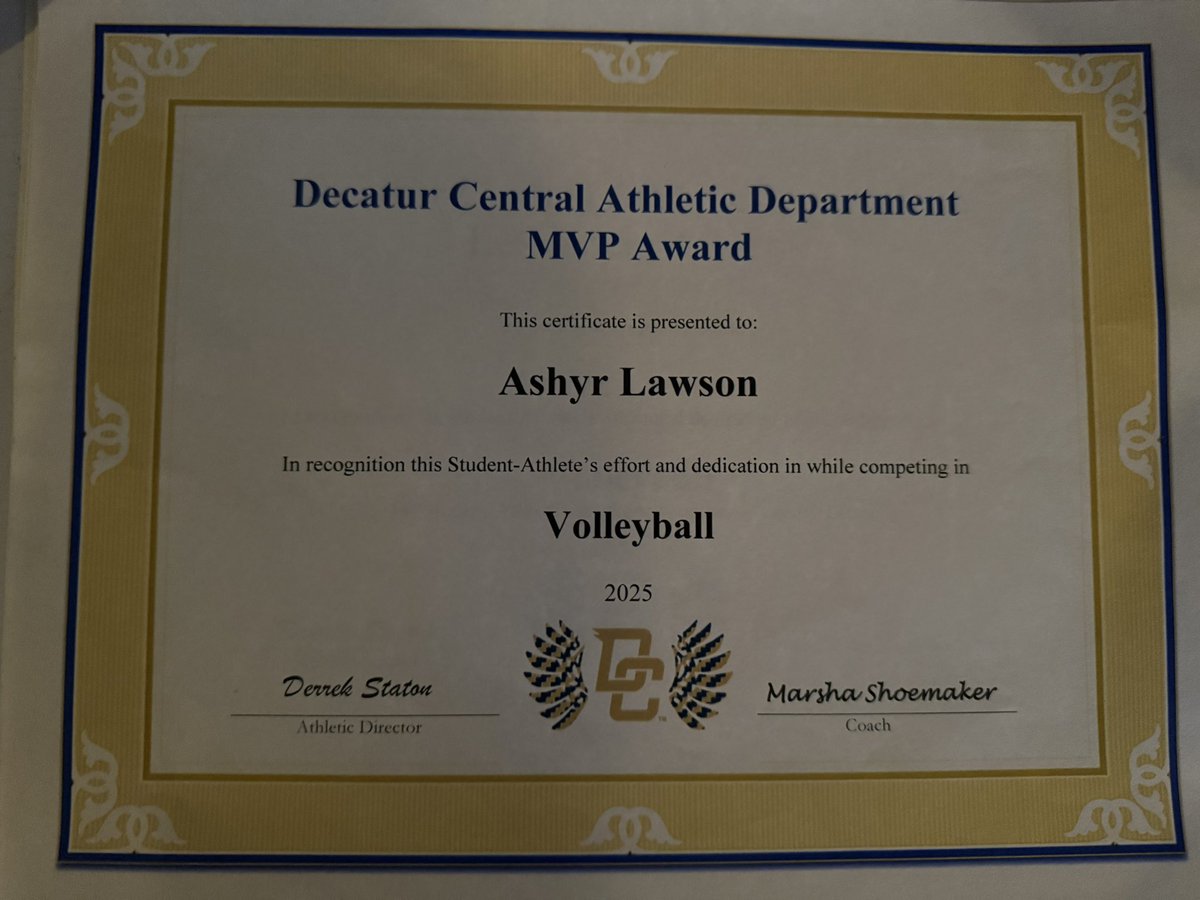 Decatur Central Athletic Department
MVP Award
This certificate is presented to:
Ashyr Lawson
In recognition this Student-Athlete's effort and dedication in while competing in
Volleyball
2025
DC™
Derrek Staton
Athletic Director
Marsha Shoemaker
Coach